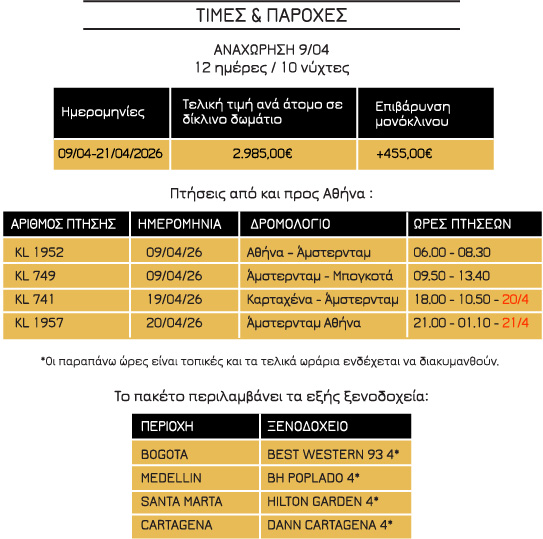 ΤΙΜΕΣ & ΠΑΡΟΧΕΣ
ΑΝΑΧΩΡΗΣΗ 9/04
12 ημέρες / 10 νύχτες
Ημερομηνίες
Τελική τιμή ανά άτομο σε
δίκλινο δωμάτιο
Επιβάρυνση
μονόκλινου
09/04-21/04/2026 2.985,00€ +455,00€
Πτήσεις από και προς Αθήνα :
ΑΡΙΘΜΟΣ ΠΤΗΣΗΣ ΗΜΕΡΟΜΗΝΙΑ ΔΡΟΜΟΛΟΓΙΟ ΩΡΕΣ ΠΤΗΣΕΩΝ
KL 1952 09/04/26 Αθήνα - Άμστερνταμ 06.00 - 08.30
KL 749 09/04/26 Άμστερνταμ - Μπογκοτά 09.50 - 13.40
KL 741 19/04/26 Καρταχένα - Άμστερνταμ 18.00 - 10.50 - 20/4
KL 1957 20/04/26 Άμστερνταμ Αθήνα 21.00 - 01.10 - 21/4
*Οι παραπάνω ώρες είναι τοπικές και τα τελικά ωράρια ενδέχεται να διακυμανθούν.
Το πακέτο περιλαμβάνει τα εξής ξενοδοχεία:
ΠΕΡΙΟΧΗ ΞΕΝΟΔΟΧΕΙΟ
BOGOTA BEST WESTERN 93 4*
MEDELLIN BH POPLADO 4*
SANTA MARTA HILTON GARDEN 4*
CARTAGENA DANN CARTAGENA 4*